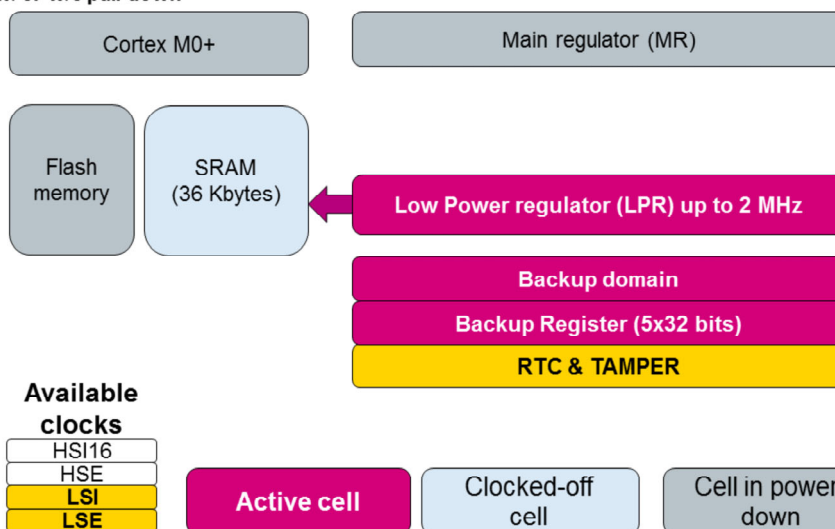 Cortex M0+
Main regulator (MR)
Flash
memory
SRAM
(36 Kbytes)
Low Power regulator (LPR) up to 2 MHz
Backup domain
Backup Register (5x32 bits)
RTC & TAMPER
Available
clocks
HSI16
HSE
LSI
LSE
Active cell
Clocked-off
cell
Cell in power
down